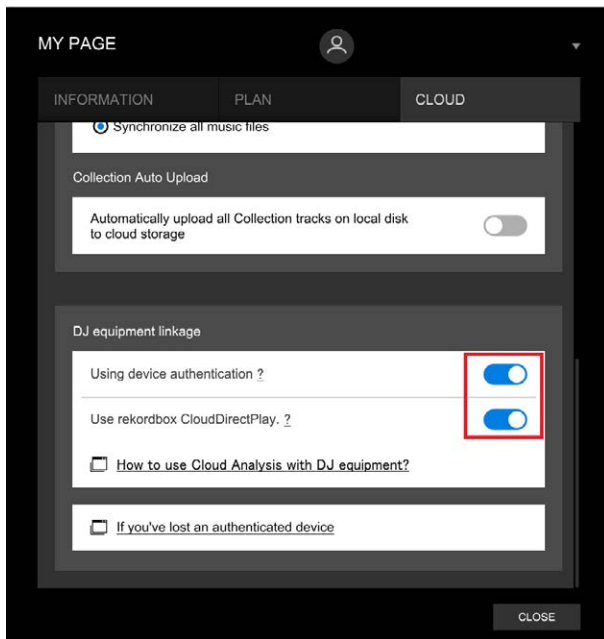 MY PAGE
INFORMATION
PLAN
CLOUD
Synchronize all music files
Collection Auto Upload
Automatically upload all Collection tracks on local disk
to cloud storage
DJ equipment linkage
Using device authentication ?
Use rekordbox CloudDirectPlay. ?
How to use Cloud Analysis with DJ equipment?
If you've lost an authenticated device
CLOSE